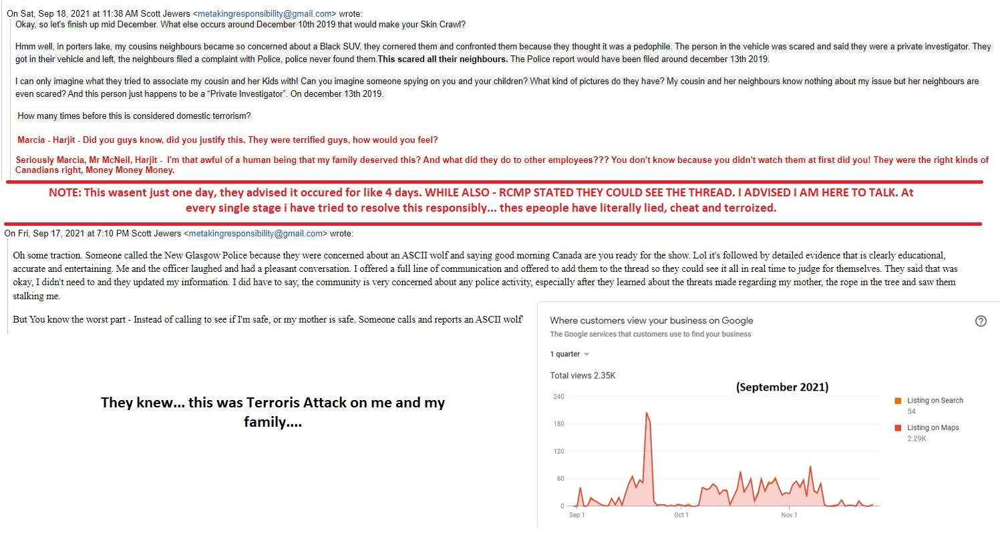 On Sat, Sep 18, 2021 at 11:38 AM Scott Jewers <metakingresponsibility@gmail.com> wrote:
Okay, so let's finish up mid December. What else occurs around December 10th 2019 that would make your Skin Crawl?
Hmm well, in porters lake, my cousins neighbours became so concerned about a Black SUV, they cornered them and confronted them because they thought it was a pedophile. The person in the vehicle was scared and said they were a private investigator. They
got in their vehicle and left, the neighbours filed a complaint with Police, police never found them.This scared all their neighbours. The Police report would have been filed around december 13th 2019.
I can only imagine what they tried to associate my cousin and her Kids with! Can you imagine someone spying on you and your children? What kind of pictures do they have? My cousin and her neighbours know nothing about my issue but her neighbours are
even scared? And this person just happens to be a “Private Investigator”. On december 13th 2019.
How many times before this is considered domestic terrorism?
Marcia - Harjit - Did you guys know, did you justify this. They were terrified guys, how would you feel?
Seriously Marcia, Mr McNeil, Harjit - I'm that awful of a human being that my family deserved this? And what did they do to other employees??? You don't know because you didn't watch them at first did you! They were the right kinds of
Canadians right, Money Money Money.
NOTE: This wasent just one day, they advised it occured for like 4 days. WHILE ALSO - RCMP STATED THEY COULD SEE THE THREAD. I ADVISED I AM HERE TO TALK. At
every single stage i have tried to resolve this responsibly... thes epeople have literally lied, cheat and terroized.
On Fri, Sep 17, 2021 at 7:10 PM Scott Jewers <metakingresponsibility@gmail.com> wrote:
Oh some traction. Someone called the New Glasgow Police because they were concerned about an ASCII wolf and saying good morning Canada are you ready for the show. Lol it's followed by detailed evidence that is clearly educational,
accurate and entertaining. Me and the officer laughed and had a pleasant conversation. I offered a full line of communication and offered to add them to the thread so they could see it all in real time to judge for themselves. They said that was
okay, I didn't need to and they updated my information. I did have to say, the community is very concerned about any police activity, especially after they learned about the threats made regarding my mother, the rope in the tree and saw them
stalking me.
But You know the worst part - Instead of calling to see if I'm safe, or my mother is safe. Someone calls and reports an ASCII wolf
They knew... this was Terroris Attack on me and my
family....
Where customers view your business on Google
The Google services that customers use to find your business
1 quarter
Total views 2.35K
(September 2021)
240
180
120
60
0
Sep 1
Oct 1
Nov 1
Listing on Search
54
Listing on Maps
2.29K